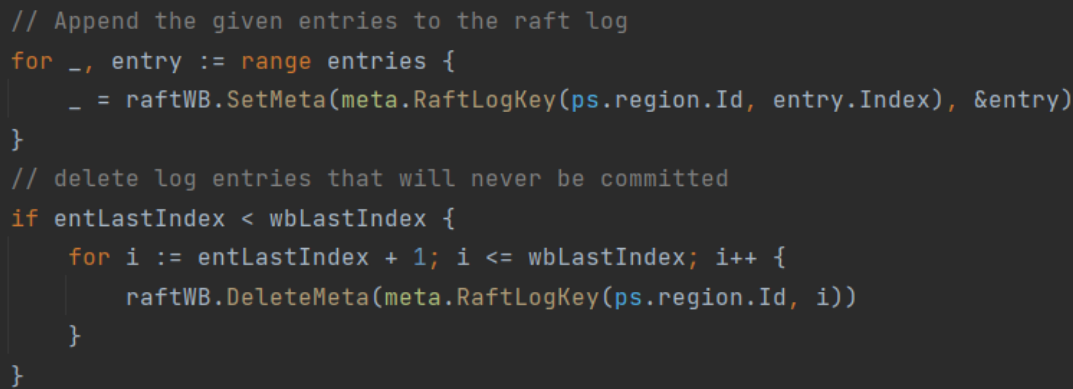 // Append the given entries to the raft log
for _, entry := range entries {
    _ = raftWB.SetMeta(meta.RaftLogKey(ps.region.Id, entry.Index), &entry)
}
// delete log entries that will never be committed
if entLastIndex < wbLastIndex {
    for i := entLastIndex + 1; i <= wbLastIndex; i++ {
        raftWB.DeleteMeta(meta.RaftLogKey(ps.region.Id, i))
    }
}